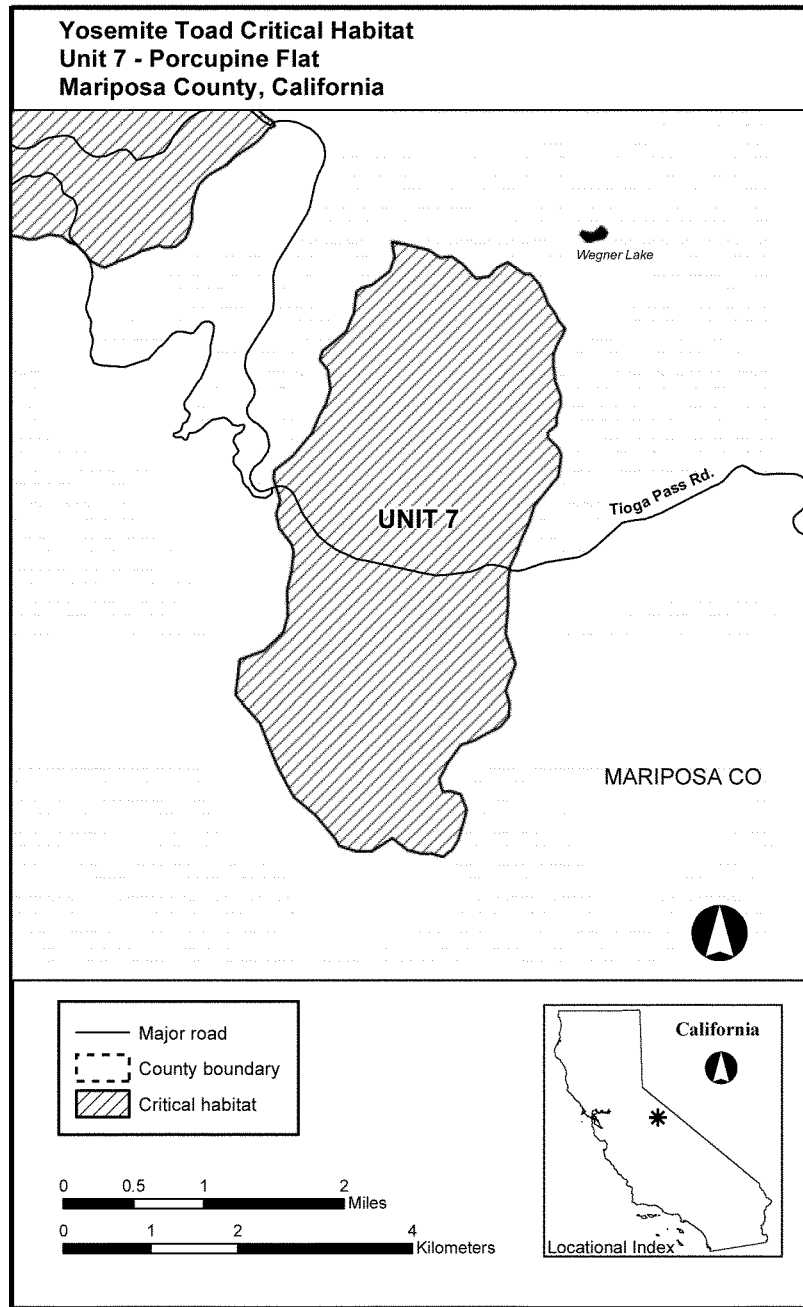 Yosemite Toad Critical Habitat
Unit 7 - Porcupine Flat
Mariposa County, California
Wegner Lake
Tioga Pass Rd.
UNIT 7
MARIPOSA CO
Major road
County boundary
Critical habitat
0 0.5 1 2
Miles
0 1 2 4
Kilometers
California
Locational Index